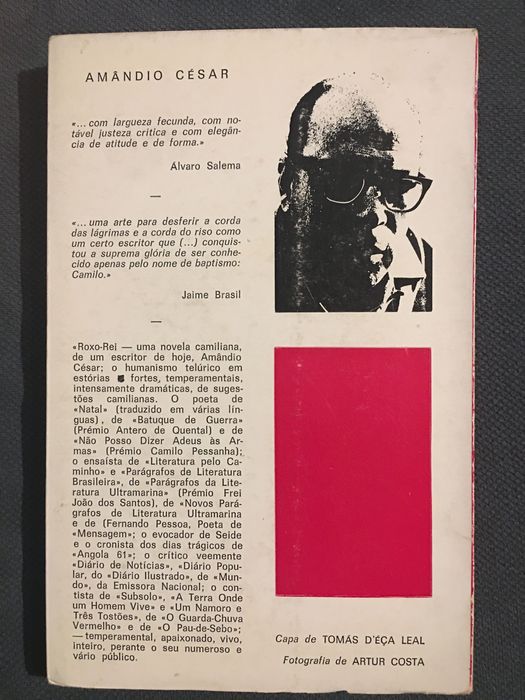 AMÂNDIO CÉSAR
«... com largueza fecunda, com no-
tável justeza critica e com elegân-
cia de atitude e de forma.»
Álvaro Salema
—
«... uma arte para desferir a corda
das lágrimas e a corda do riso como
um certo escritor que (...) conquis-
tou a suprema glória de ser conhe-
cido apenas pelo nome de baptismo:
Camilo.»
Jaime Brasil
—
«Roxo-Rei — uma novela camiliana,
de um escritor de hoje, Amândio
César; o humanismo telúrico em
estórias fortes, temperamentais,
intensamente dramáticas, de suges-
tões camilianas. O poeta de
«Natal» (traduzido em várias lín-
guas), de «Batuque de Guerra»
(Prémio Antero de Quental) e de
«Não Posso Dizer Adeus às Ar-
mas» (Prémio Camilo Pessanha);
o ensaísta de «Literatura pelo Ca-
minho» e «Parágrafos de Literatura
Brasileira», de «Parágrafos da Lite-
ratura Ultramarina» (Prémio Frei
João dos Santos), de «Novos Pará-
grafos de Literatura Ultramarina
e de (Fernando Pessoa, Poeta de
«Mensagem»; o evocador de Seide
e o cronista dos dias trágicos de
«Angola 61»; o crítico veemente
«Diário de Notícias», «Diário Popu-
lar, do «Diário Ilustrado», de «Mun-
do», da Emissora Nacional; o con-
tista de «Subsolo», «A Terra Onde
um Homem Vive» e «Um Namoro e
Três Tostões», de «O Guarda-Chuva
Vermelho» e de «O Pau-de-Sebo»;
— temperamental, apaixonado, vivo,
inteiro, perante o seu numeroso e
vário público.
Capa de TOMÁS D'ÉÇA LEAL
Fotografia de ARTUR COSTA